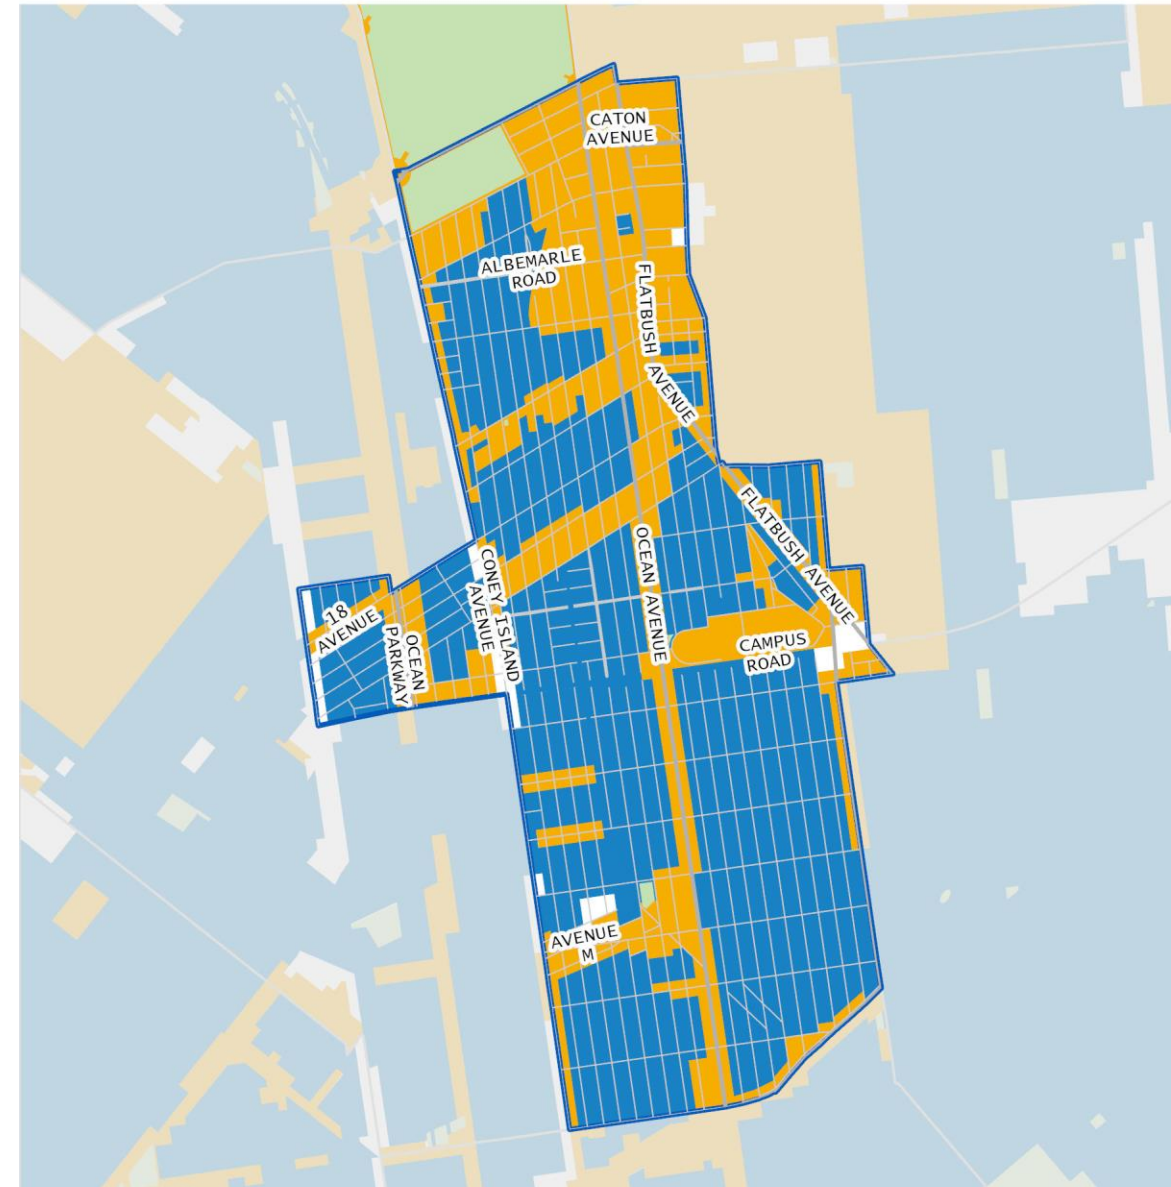 CATON
AVENUE
ALBEMARLE
ROAD
FLATBUSH AVENUE
FLATBUSH AVENUE
OCEAN AVENUE
CONEY ISLAND
AVENUE
18
AVENUE
OCEAN
PARKWAY
CAMPUS
ROAD
AVENUE
M